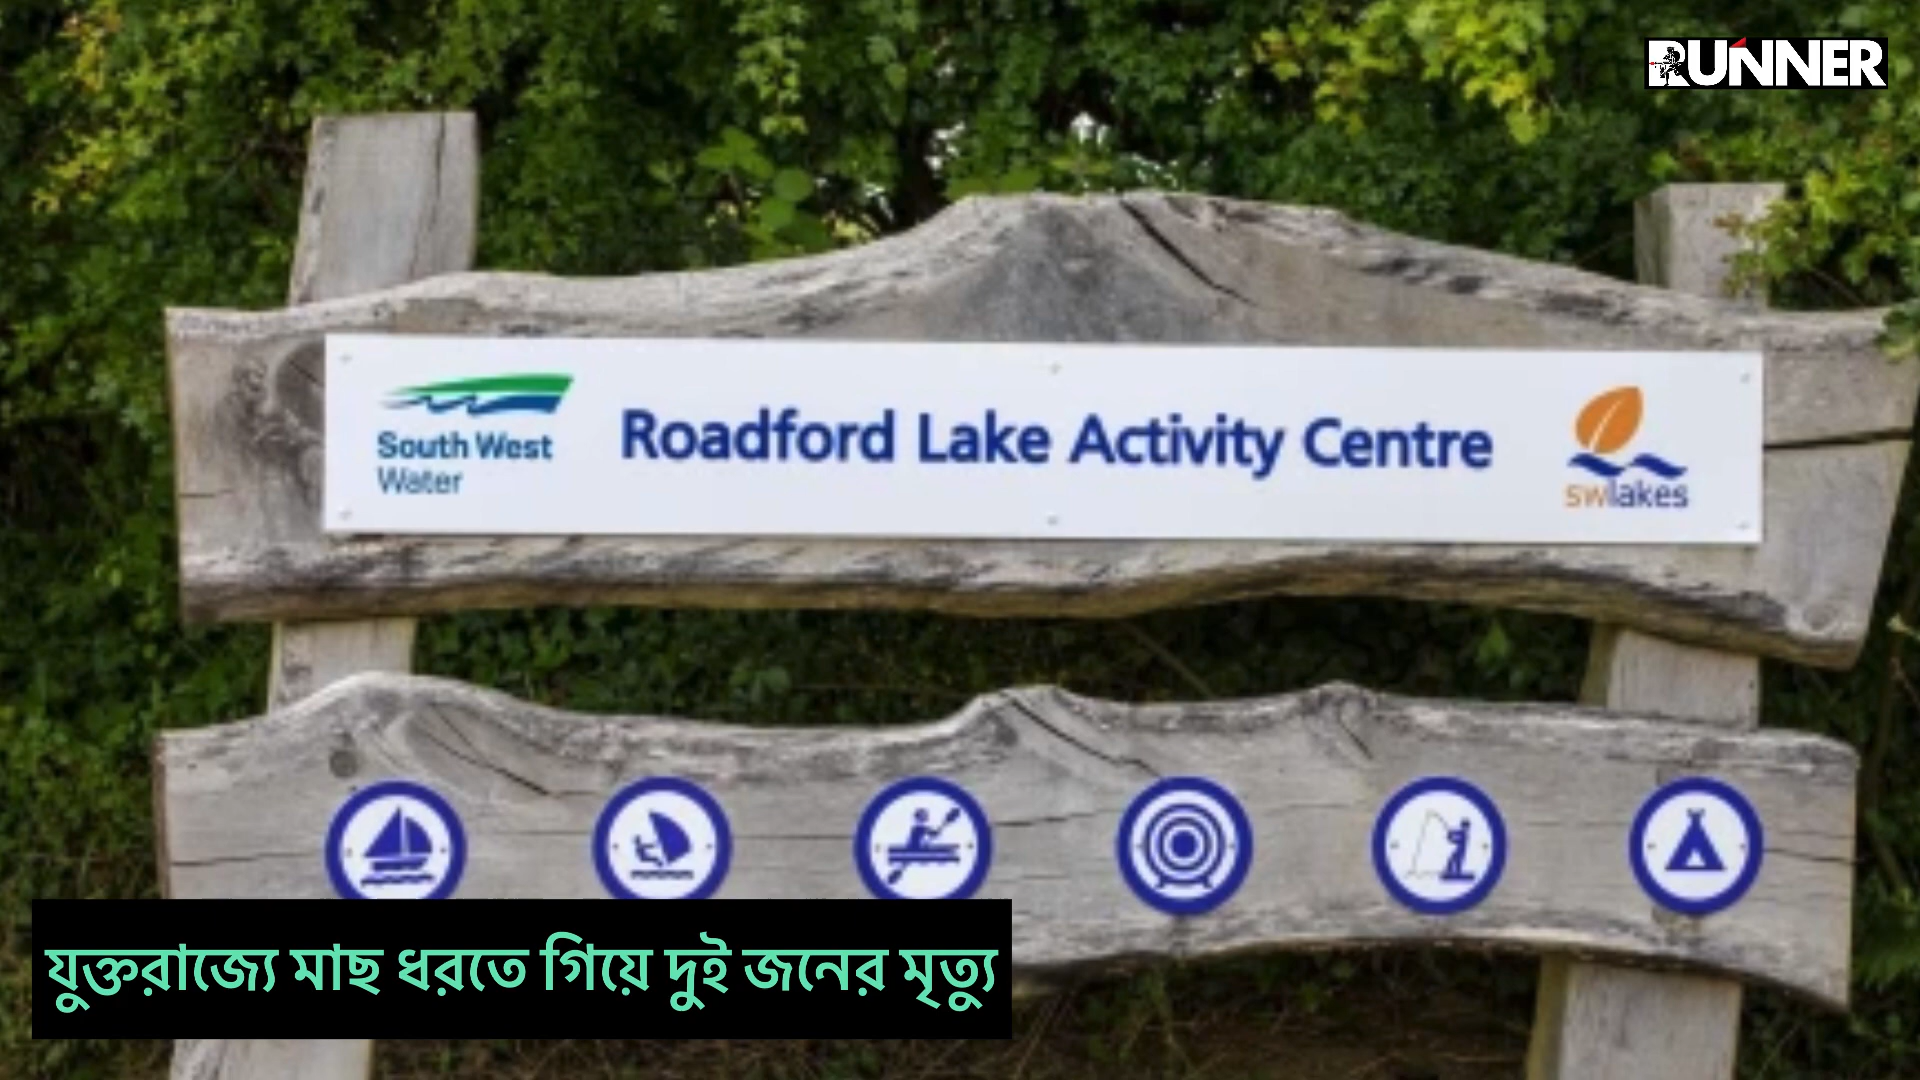 RUNNER
South West
Water
Roadford Lake Activity Centre
swlakes
যুক্তরাজ্যে মাছ ধরতে গিয়ে দুই জনের মৃত্যু